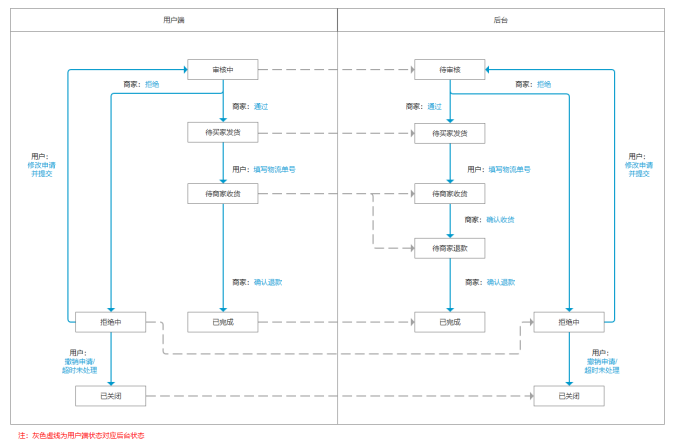 用户端
后台
审核中
待审核
商家：拒绝
商家：拒绝
商家：通过
商家：通过
待买家发货
待买家发货
用户：
修改申请
并提交
用户：
修改申请
并提交
用户：填写物流单号
用户：填写物流单号
待商家收货
待商家收货
商家：确认收货
待商家退款
商家：确认退款
商家：确认退款
拒绝中
已完成
已完成
拒绝中
用户：
撤销申请/
超时未处理
用户：
撤销申请/
超时未处理
已关闭
已关闭
注：灰色虚线为用户端状态对应后台状态